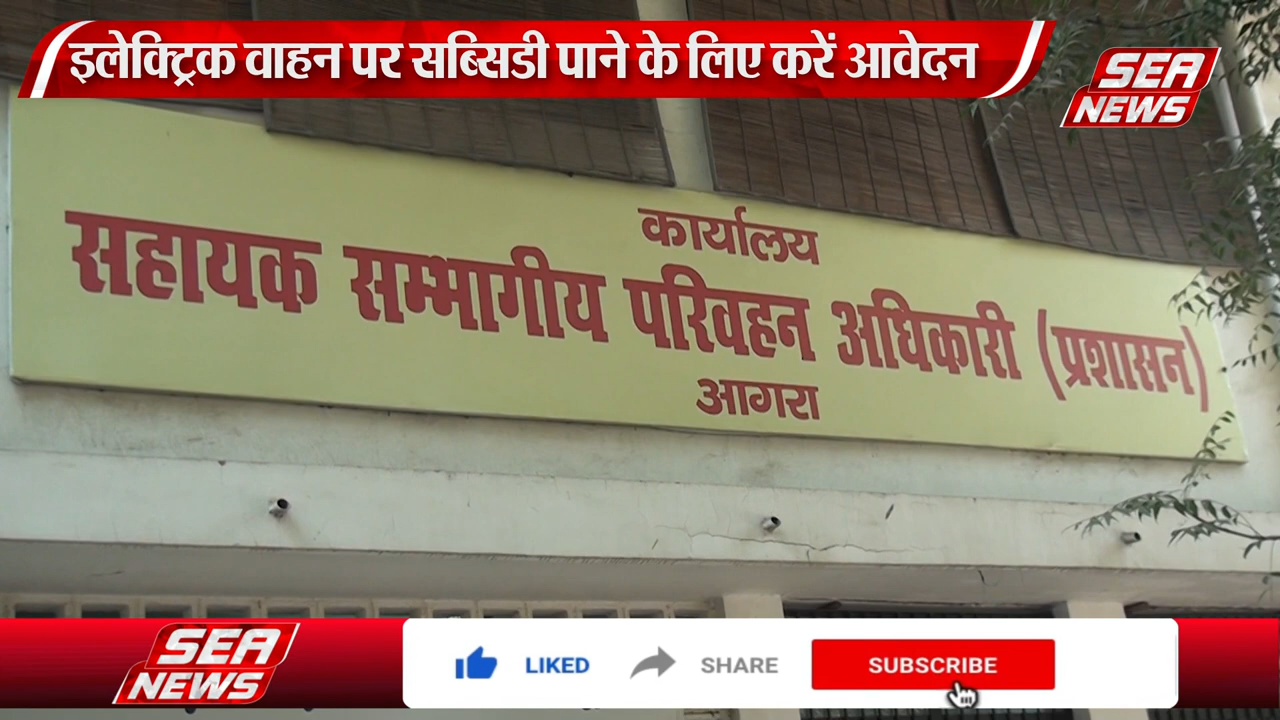 इलेक्ट्रिक वाहन पर सब्सिडी पाने के लिए करें आवेदन
SEA
NEWS
कार्यालय
सहायक सम्भागीय परिवहन अधिकारी (प्रशासन)
आगरा
SEA
NEWS
LIKED
SHARE
SUBSCRIBE